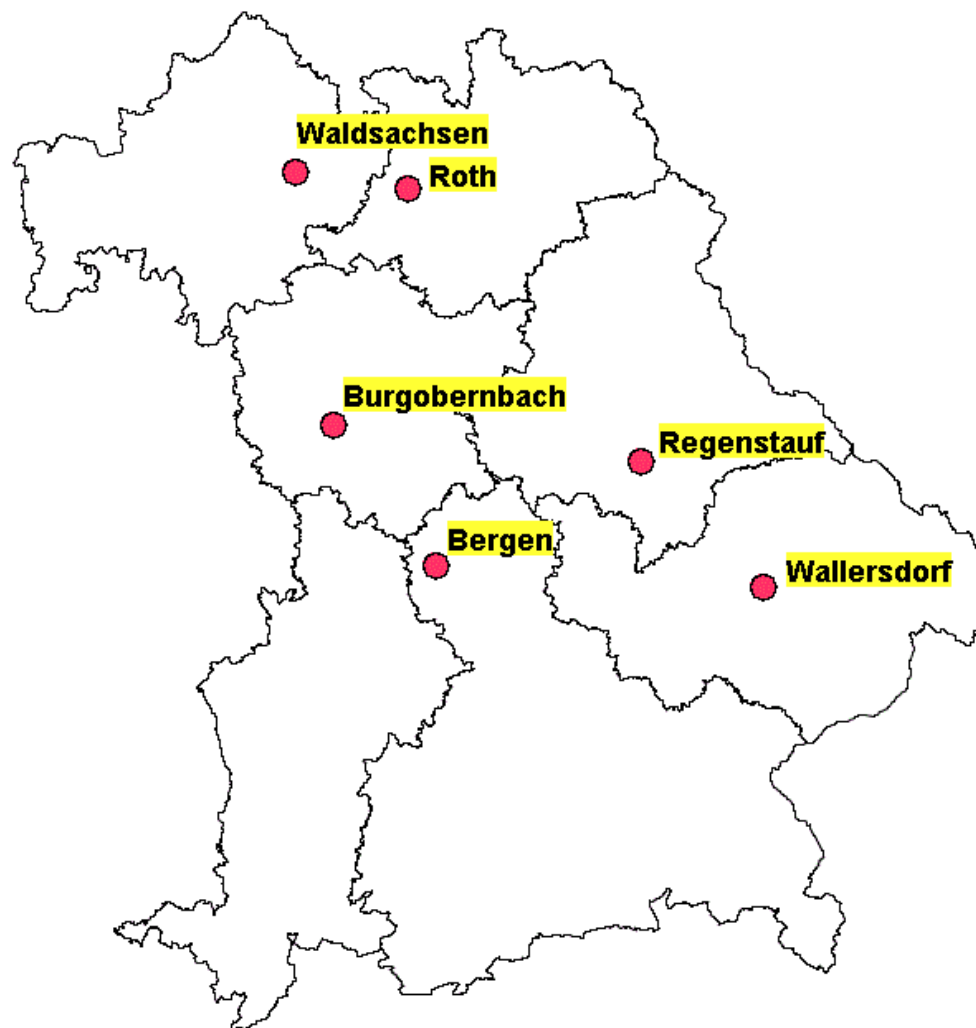 Waldsachsen
Roth
Burgobernbach
Regenstauf
Bergen
Wallersdorf